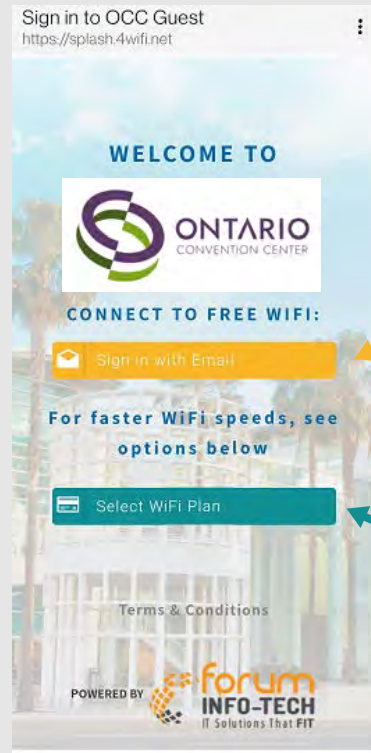 Sign in to OCC Guest
https://splash.4wifi.net
WELCOME TO
ONTARIO
CONVENTION CENTER
CONNECT TO FREE WIFI:
Sign in with Email
For faster WiFi speeds, see
options below
Select WiFi Plan
Terms & Conditions
POWERED BY
forum
INFO-TECH
IT Solutions That FIT